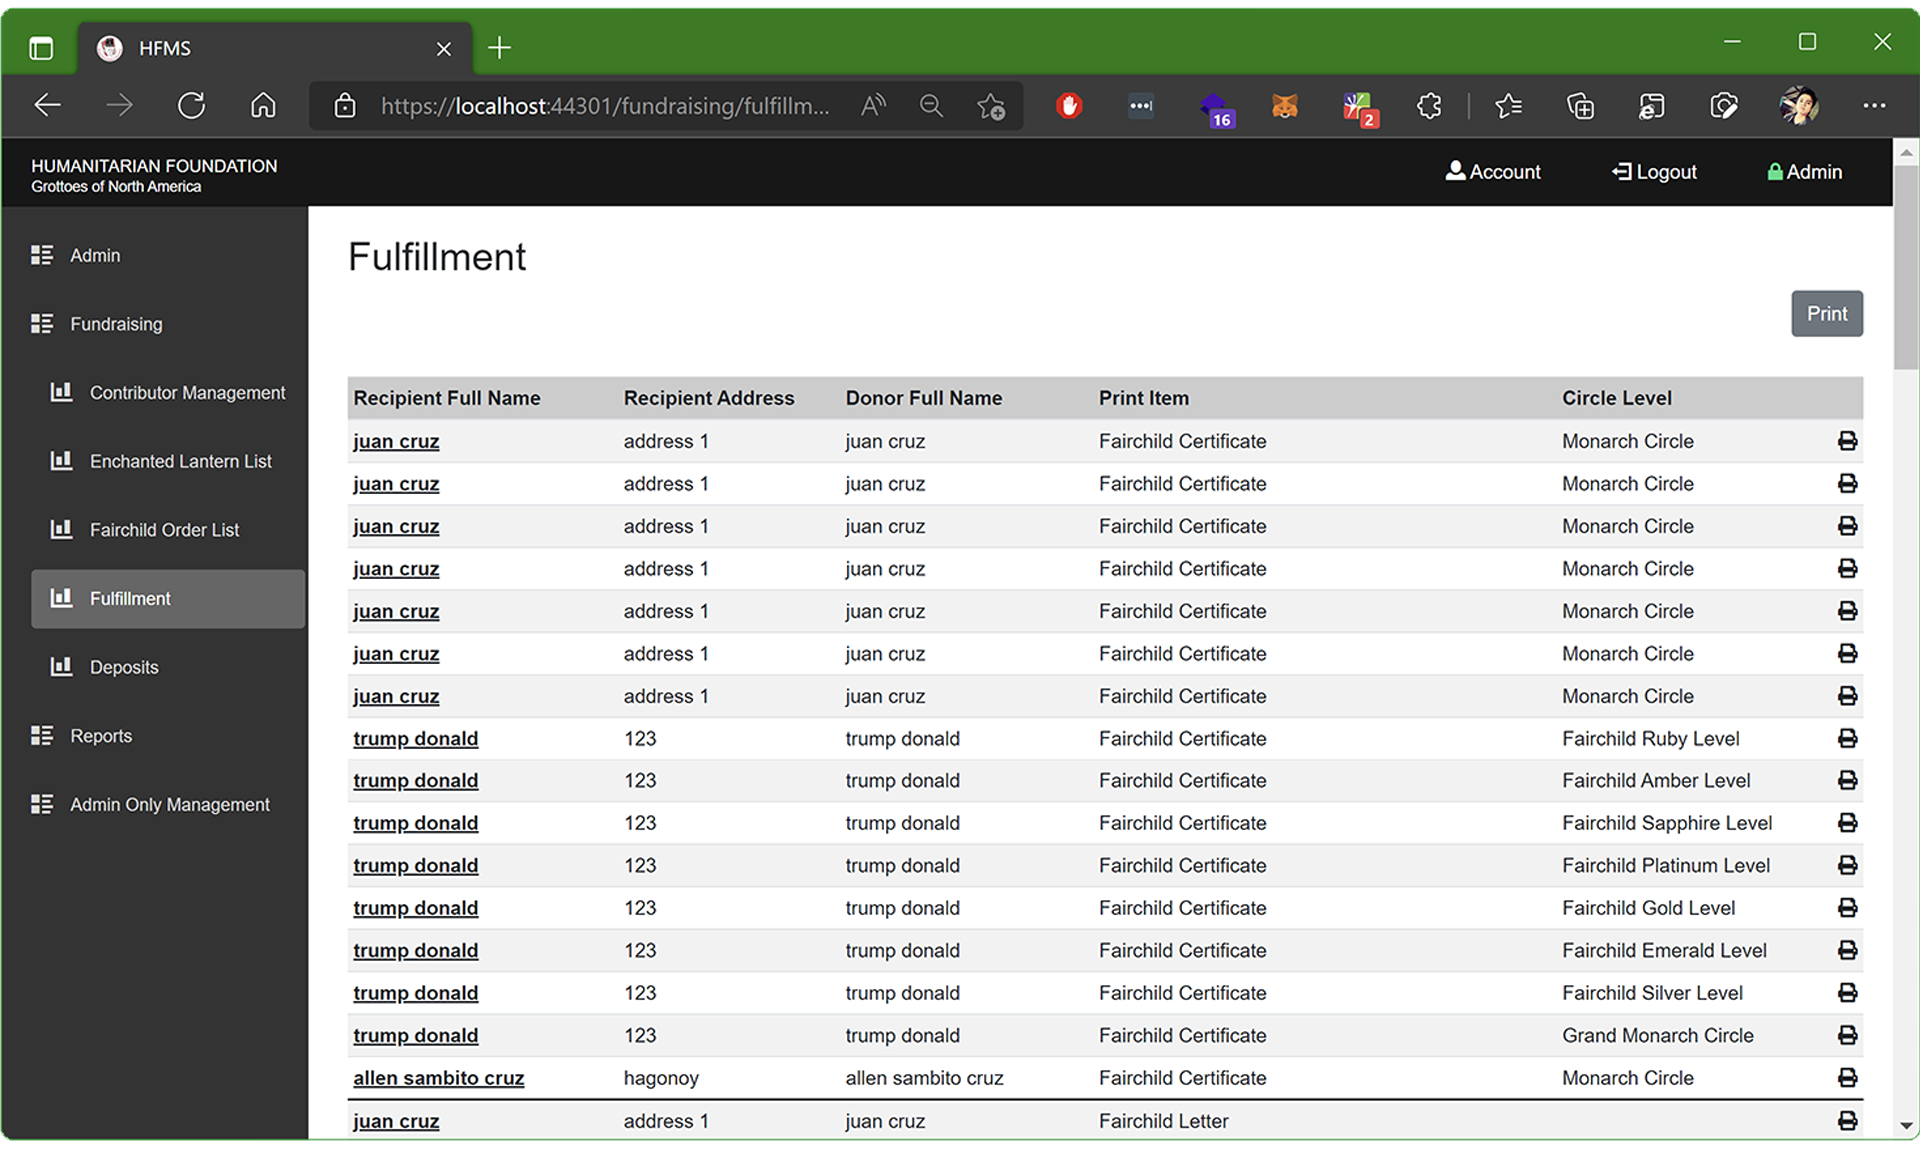 HFMS
https://localhost:44301/fundraising/fulfillm...
16
2
HUMANITARIAN FOUNDATION
Grottoes of North America
Account Logout Admin
Admin
Fundraising
Contributor Management
Enchanted Lantern List
Fairchild Order List
Fulfillment
Deposits
Reports
Admin Only Management
Fulfillment
Print
Recipient Full Name Recipient Address Donor Full Name Print Item Circle Level
juan cruz address 1 juan cruz Fairchild Certificate Monarch Circle
juan cruz address 1 juan cruz Fairchild Certificate Monarch Circle
juan cruz address 1 juan cruz Fairchild Certificate Monarch Circle
juan cruz address 1 juan cruz Fairchild Certificate Monarch Circle
juan cruz address 1 juan cruz Fairchild Certificate Monarch Circle
juan cruz address 1 juan cruz Fairchild Certificate Monarch Circle
juan cruz address 1 juan cruz Fairchild Certificate Monarch Circle
trump donald 123 trump donald Fairchild Certificate Fairchild Ruby Level
trump donald 123 trump donald Fairchild Certificate Fairchild Amber Level
trump donald 123 trump donald Fairchild Certificate Fairchild Sapphire Level
trump donald 123 trump donald Fairchild Certificate Fairchild Platinum Level
trump donald 123 trump donald Fairchild Certificate Fairchild Gold Level
trump donald 123 trump donald Fairchild Certificate Fairchild Emerald Level
trump donald 123 trump donald Fairchild Certificate Fairchild Silver Level
trump donald 123 trump donald Fairchild Certificate Grand Monarch Circle
allen sambito cruz hagonoy allen sambito cruz Fairchild Certificate Monarch Circle
juan cruz address 1 juan cruz Fairchild Letter